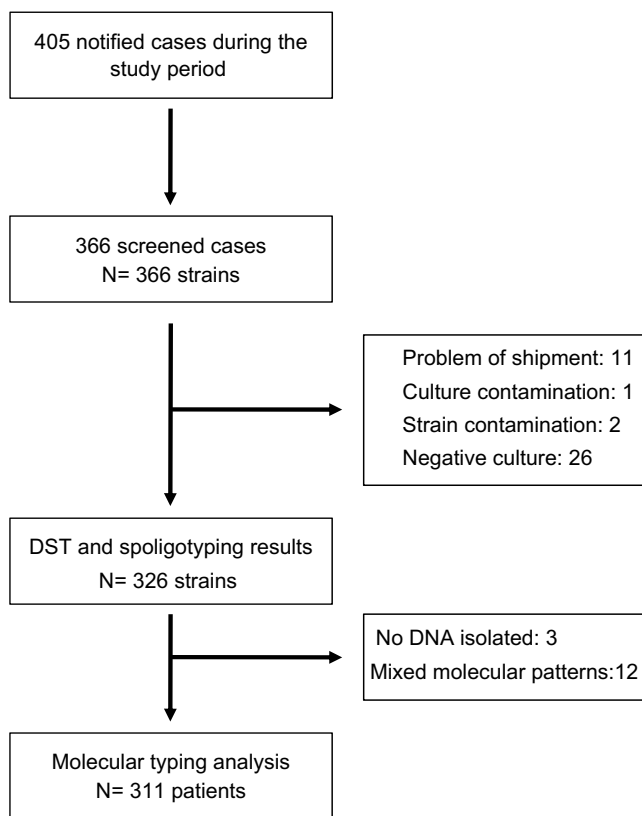 405 notified cases during the
study period
366 screened cases
N= 366 strains
Problem of shipment: 11
Culture contamination: 1
Strain contamination: 2
Negative culture: 26
DST and spoligotyping results
N= 326 strains
No DNA isolated: 3
Mixed molecular patterns:12
Molecular typing analysis
N= 311 patients